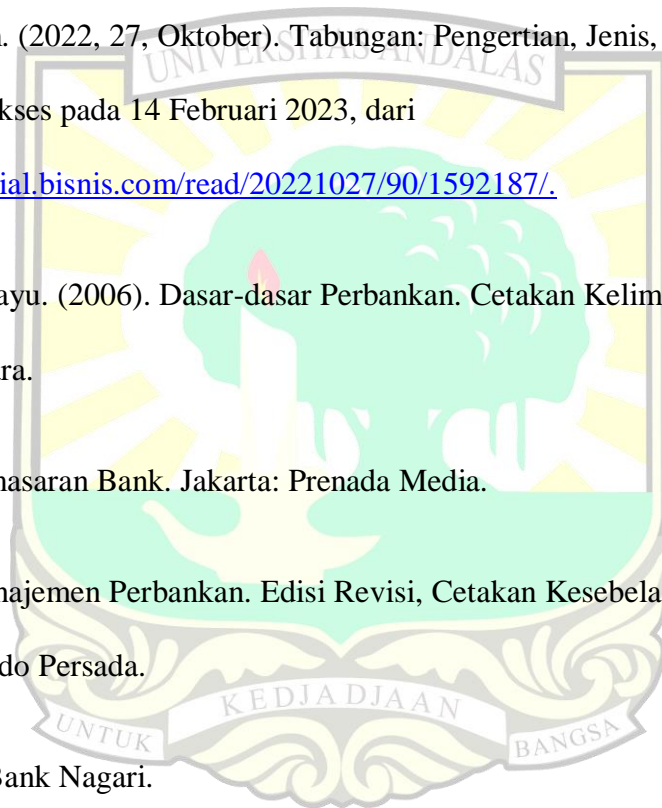 n. (2022, 27, Oktober). Tabungan: Pengertian, Jenis,
UNIVERSITAS ANDALAS
kses pada 14 Februari 2023, dari
ial.bisnis.com/read/20221027/90/1592187/.
ayu. (2006). Dasar-dasar Perbankan. Cetakan Kelim
ra.
nasaran Bank. Jakarta: Prenada Media.
najemen Perbankan. Edisi Revisi, Cetakan Kesebela
do Persada.
UNTUK KEDJADJAAN BANGSA
Bank Nagari.